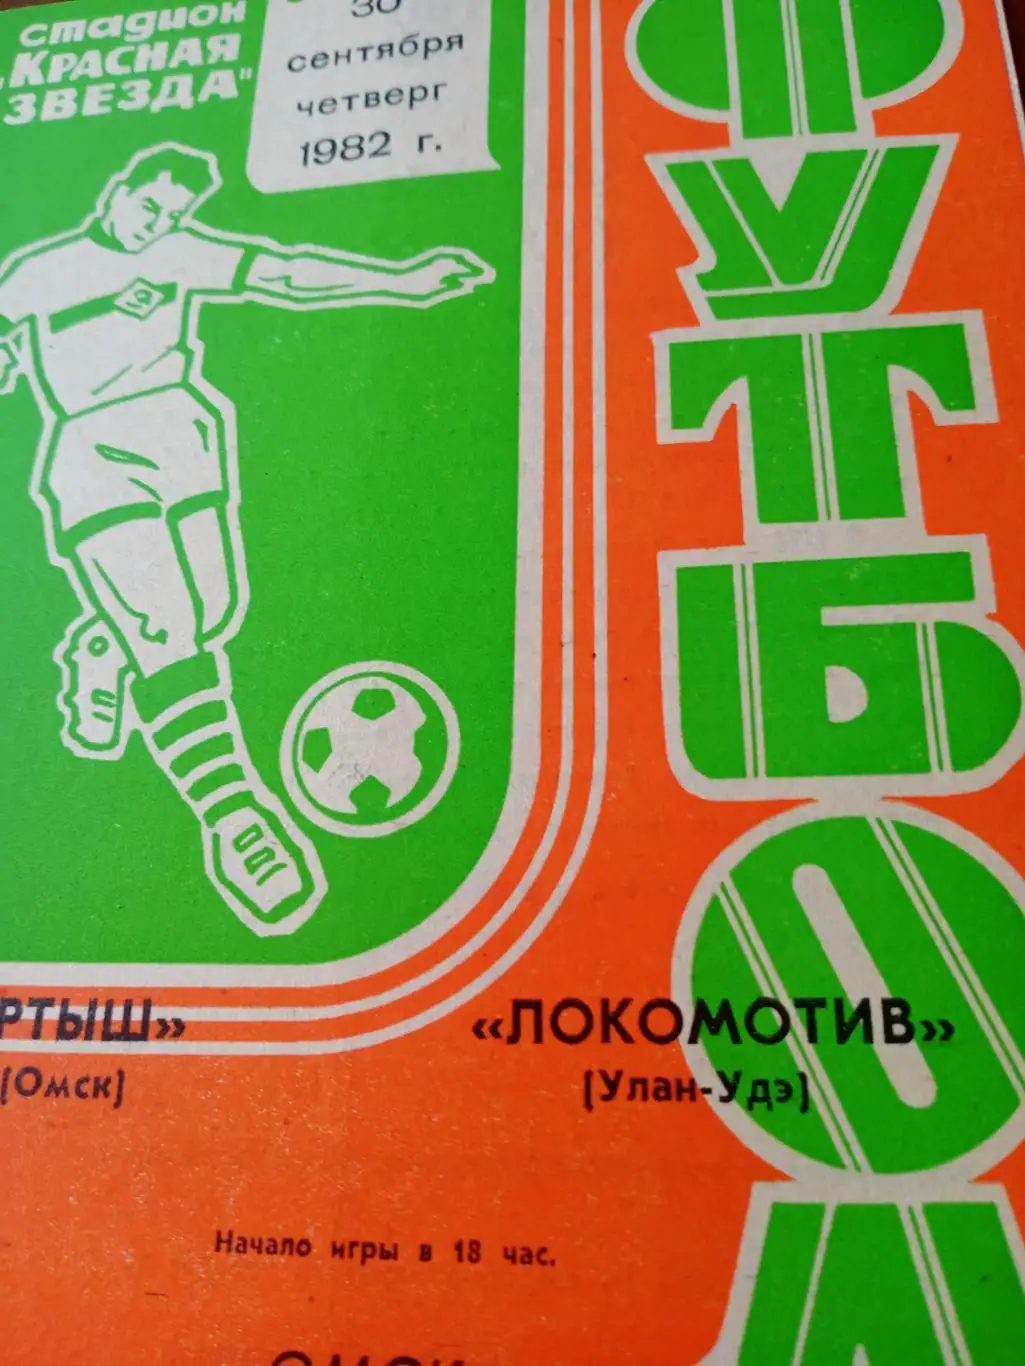 стадион
„КРАСНАЯ
ЗВЕЗДА"
30
сентября
четверг
1982 г.
ФУТБОЛ
РТЫШ»
(Омск)
«ЛОКОМОТИВ»
(Улан-Удэ)
Начало игры в 18 час.